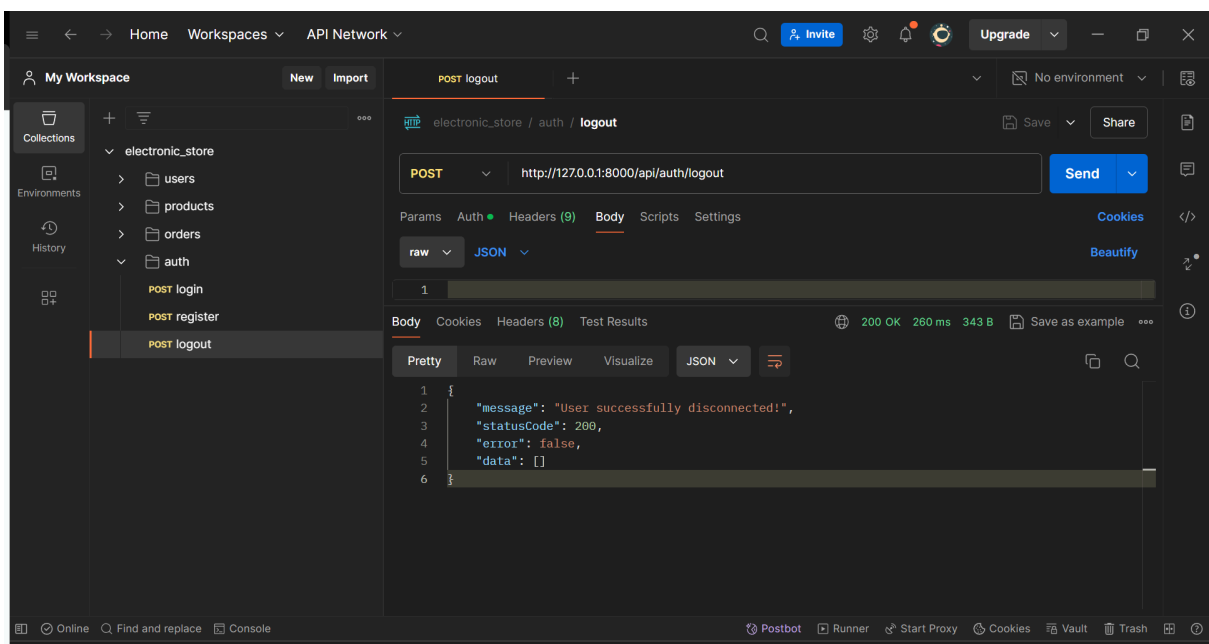 Home Workspaces API Network Invite Upgrade
My Workspace New Import POST logout No environment
Collections
Environments
History
electronic_store
users
products
orders
auth
POST login
POST register
POST logout
HTTP electronic_store / auth / logout Save Share
POST http://127.0.0.1:8000/api/auth/logout Send
Params Auth Headers (9) Body Scripts Settings Cookies
raw JSON Beautify
1
Body Cookies Headers (8) Test Results 200 OK 260 ms 343 B Save as example
Pretty Raw Preview Visualize JSON
1 {
2 "message": "User successfully disconnected!",
3 "statusCode": 200,
4 "error": false,
5 "data": []
6 }
Online Find and replace Console Postbot Runner Start Proxy Cookies Vault Trash